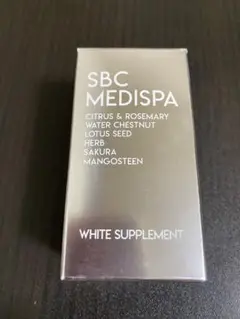 SBC
MEDISPA
CITRUS & ROSEMARY
WATER CHESTNUT
LOTUS SEED
HERB
SAKURA
MANGOSTEEN
WHITE SUPPLEMENT